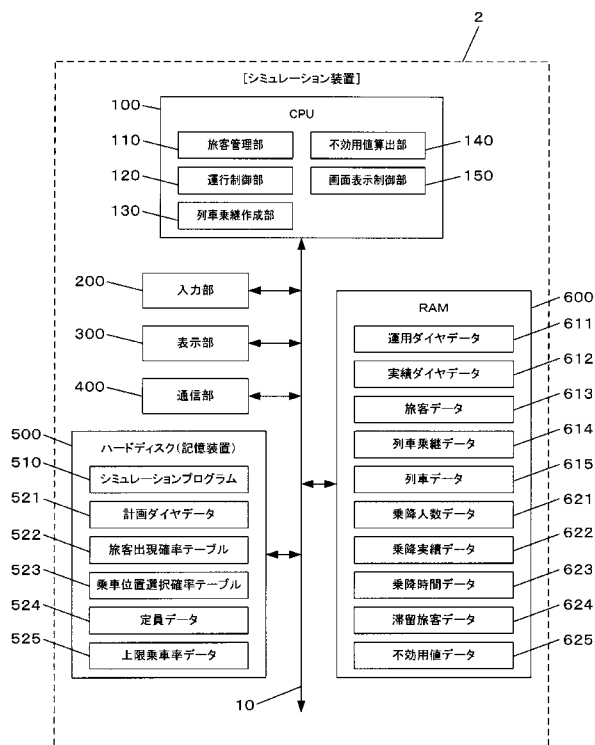 2
[シミュレーション装置]
100
CPU
110
旅客管理部
不効用値算出部
140
120
運行制御部
画面表示制御部
150
130
列車乗継作成部
200
入力部
300
表示部
400
通信部
500
ハードディスク(記憶装置)
510
シミュレーションプログラム
521
計画ダイヤデータ
522
旅客出現確率テーブル
523
乗車位置選択確率テーブル
524
定員データ
525
上限乗車率データ
10
RAM
600
運用ダイヤデータ
611
実績ダイヤデータ
612
旅客データ
613
列車乗継データ
614
列車データ
615
乗降人数データ
621
乗降実績データ
622
乗降時間データ
623
滞留旅客データ
624
不効用値データ
625